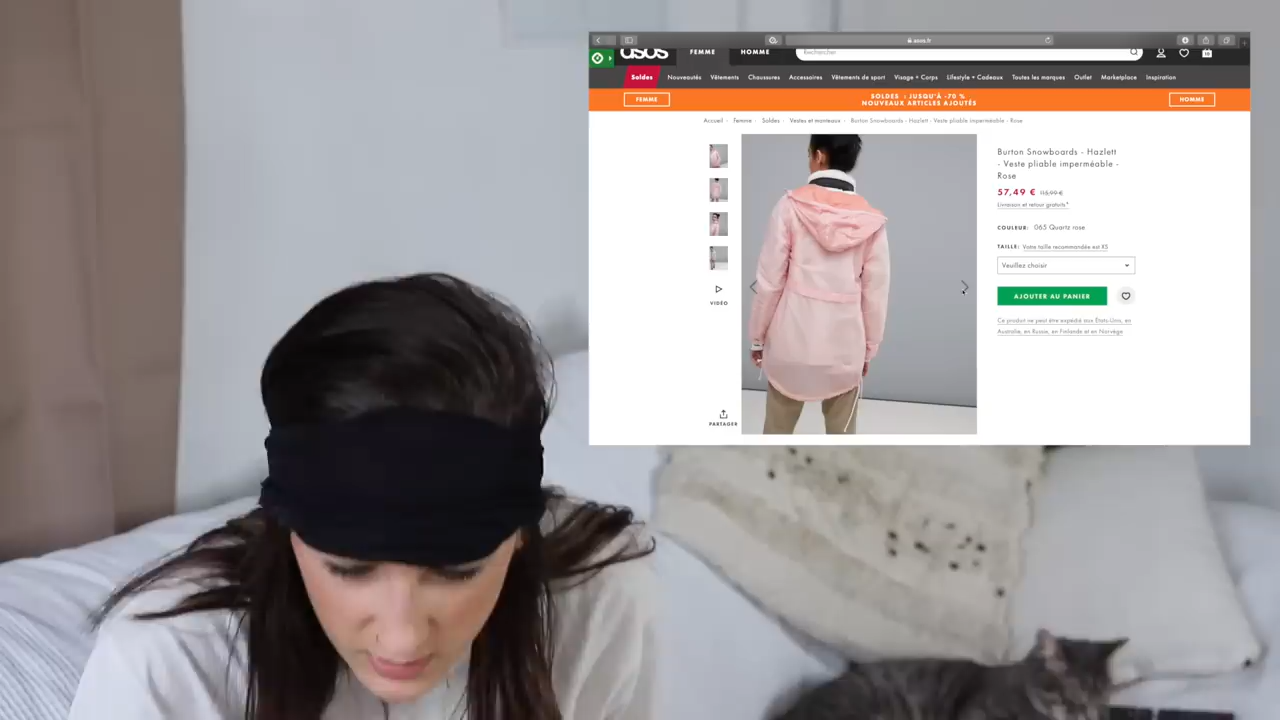 asos.fr
asos FEMME HOMME Rechercher
Soldes Nouveautés Vêtements Chaussures Accessoires Vêtements de sport Visage + Corps Lifestyle + Cadeaux Toutes les marques Outlet Marketplace Inspiration
FEMME
SOLDES : JUSQU'À -70 %
NOUVEAUX ARTICLES AJOUTÉS
HOMME
Accueil Femme Soldes Vestes et manteaux Burton Snowboards - Hazlett - Veste pliable imperméable - Rose
Burton Snowboards - Hazlett
- Veste pliable imperméable -
Rose
57,49 €
Livraison et retour gratuits*
COULEUR: 065 Quartz rose
TAILLE: Votre taille recommandée est XS
Veuillez choisir
AJOUTER AU PANIER
Ce produit ne peut être expédié aux États-Unis, en
Australie, en Russie, en Finlande et en Norvège
VIDÉO
PARTAGER